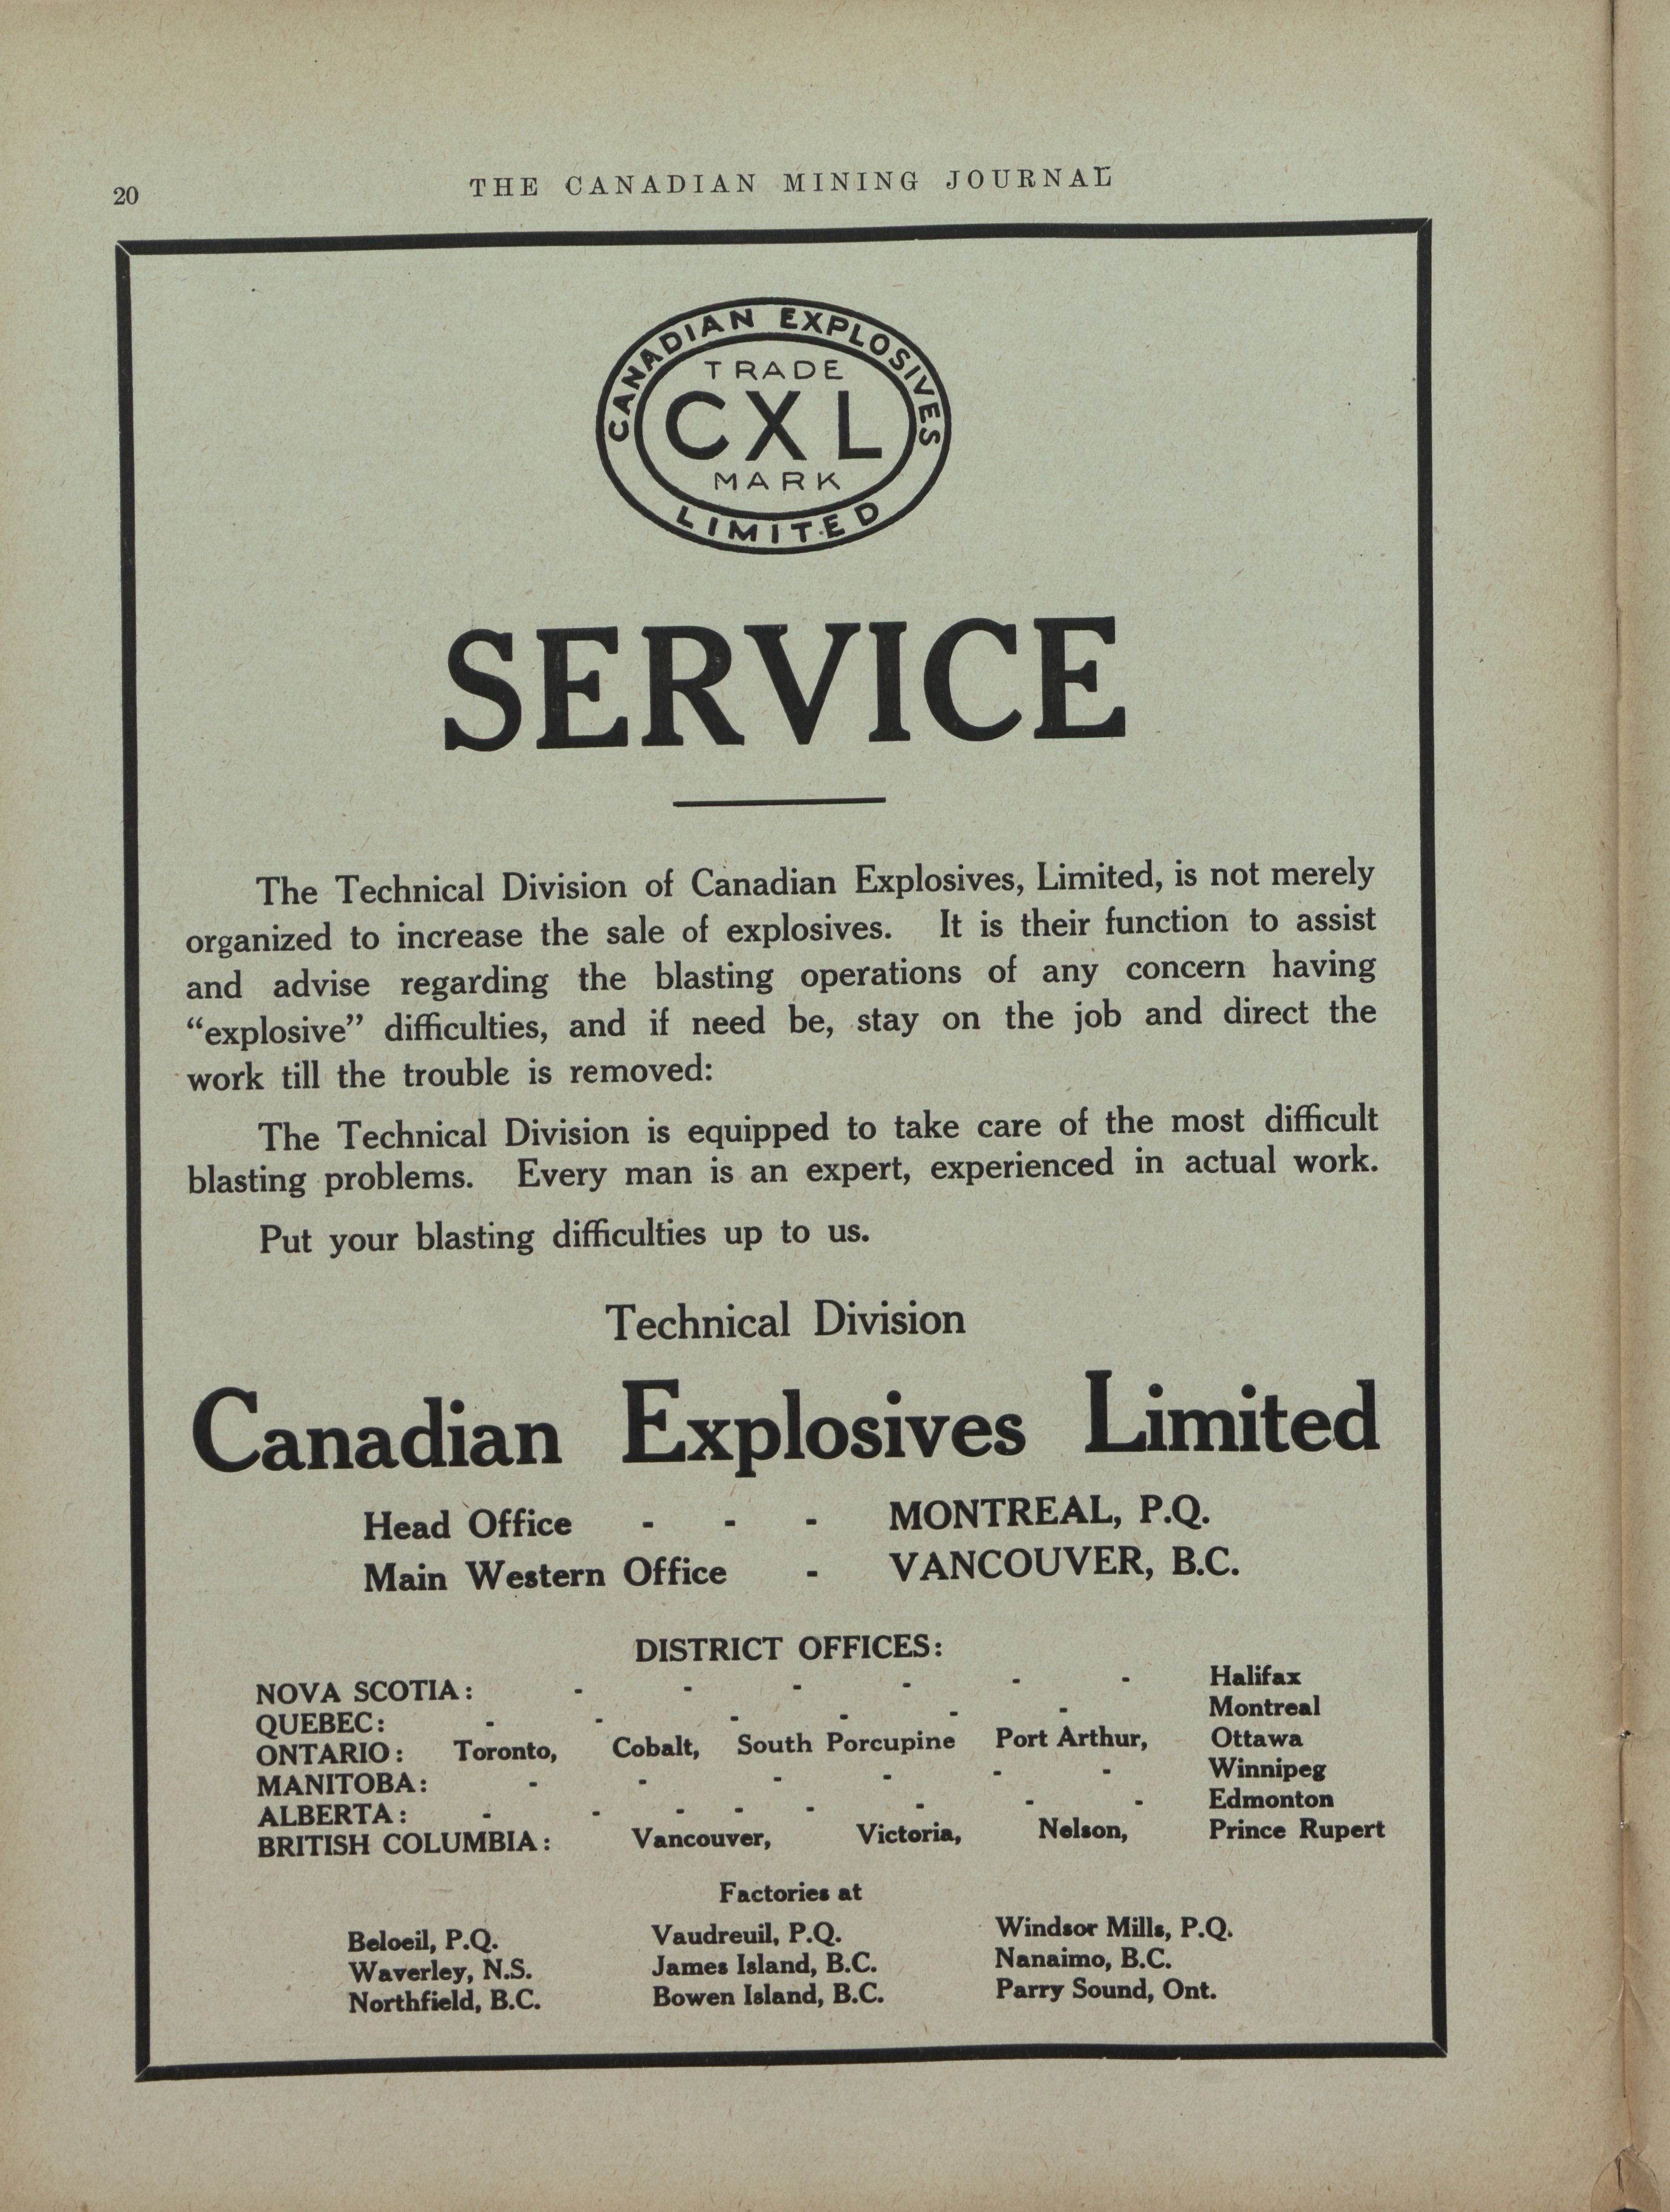 20
THE CANADIAN MINING JOURNAL
CANADIAN EXPLOSIVES
TRADE
CXL
MARK
LIMITED
SERVICE
The Technical Division of Canadian Explosives, Limited, is not merely
organized to increase the sale of explosives. It is their function to assist
and advise regarding the blasting operations of any concern having
“explosive” difficulties, and if need be, stay on the job and direct the
work till the trouble is removed:
The Technical Division is equipped to take care of the most difficult
blasting problems. Every man is an expert, experienced in actual work.
Put your blasting difficulties up to us.
Technical Division
Canadian Explosives Limited
Head Office - - - MONTREAL, P.Q.
Main Western Office - VANCOUVER, B.C.
DISTRICT OFFICES:
NOVA SCOTIA: - - - - - - Halifax
QUEBEC: - - - - - - Montreal
ONTARIO: Toronto, Cobalt, South Porcupine Port Arthur, Ottawa
MANITOBA: - - - - - - Winnipeg
ALBERTA: - - - - - - - - Edmonton
BRITISH COLUMBIA: Vancouver, Victoria, Nelson, Prince Rupert
Factories at
Beloeil, P.Q. Vaudreuil, P.Q. Windsor Mills, P.Q.
Waverley, N.S. James Island, B.C. Nanaimo, B.C.
Northfield, B.C. Bowen Island, B.C. Parry Sound, Ont.